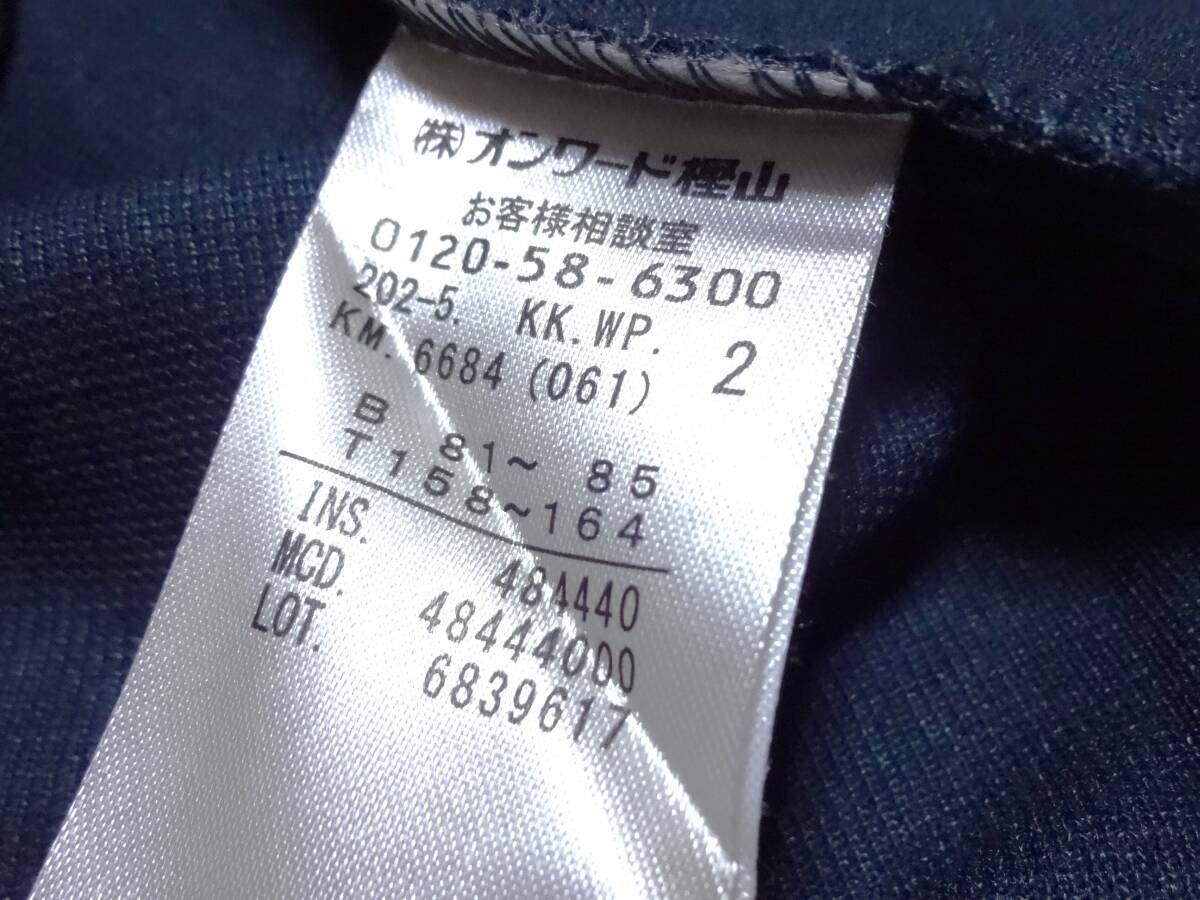 ㈱オンワード樫山
お客様相談室
0120-58-6300
202-5. KK.WP. 2
KM. 6684 (061)
B 81~ 85
T 158~164
INS. 484440
MCD. 48444000
LOT. 6839617